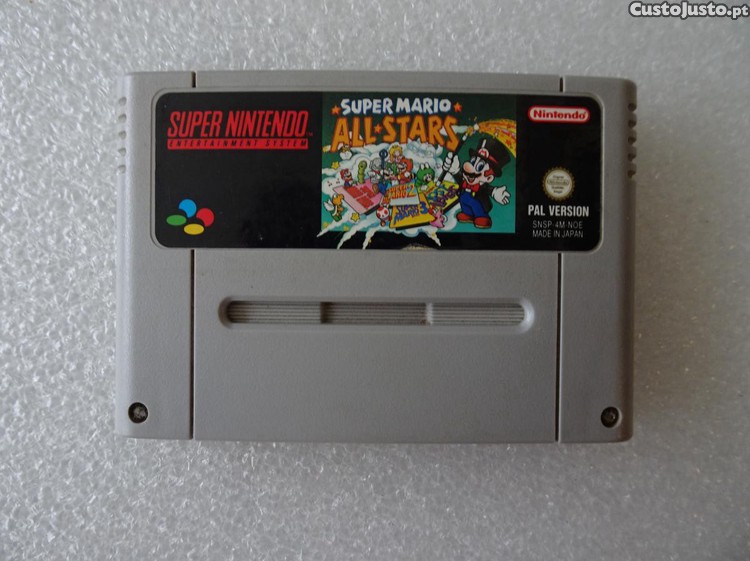 CustoJusto.pt
SUPER NINTENDO
ENTERTAINMENT SYSTEM
SUPER MARIO
ALL★STARS
Nintendo
PAL VERSION
SNSP-4M-NOE
MADE IN JAPAN